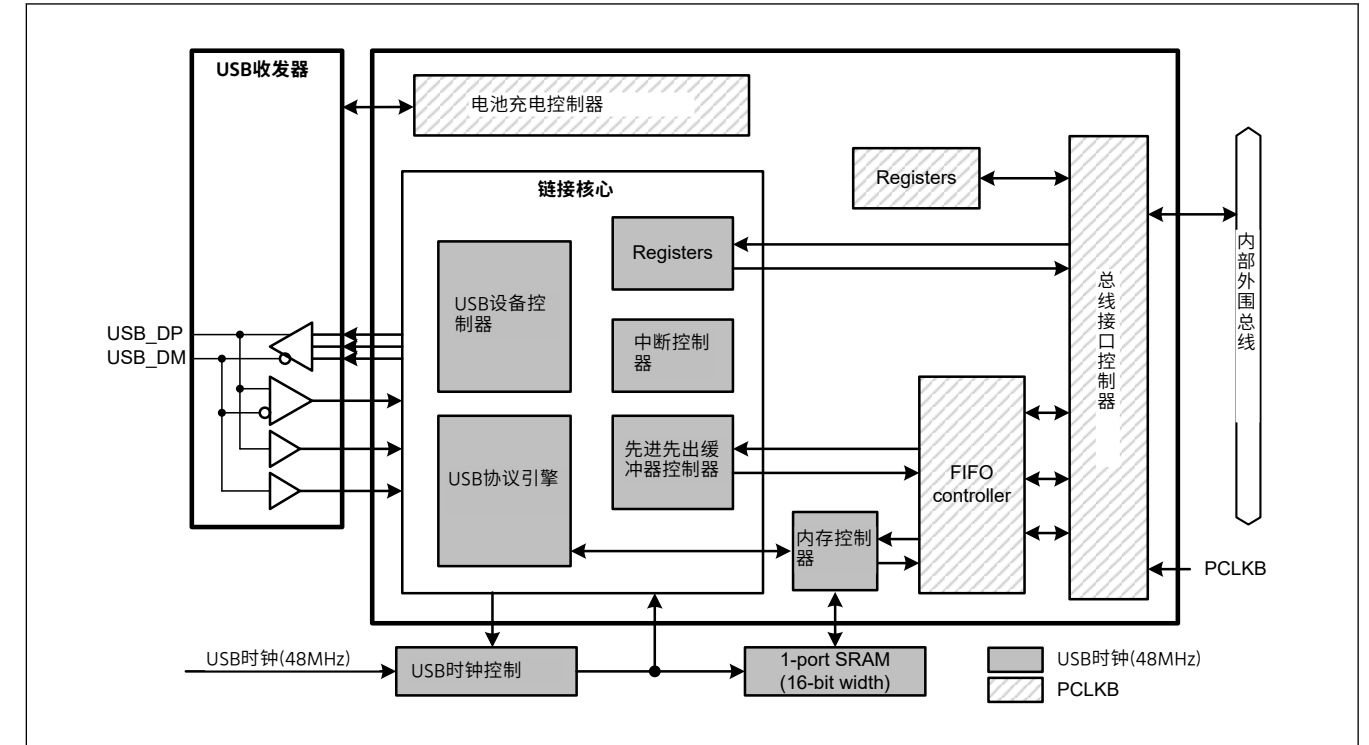 USB收发器
电池充电控制器
链接核心
Registers
Registers
USB设备控
制器
中断控制
器
USB_DP
USB_DM
USB协议引擎
先进先出缓
冲器控制器
FIFO
controller
内存控制
器
总线接口控制器
内部外围总线
PCLKB
USB时钟(48MHz)
USB时钟控制
1-port SRAM
(16-bit width)
USB时钟(48MHz)
PCLKB